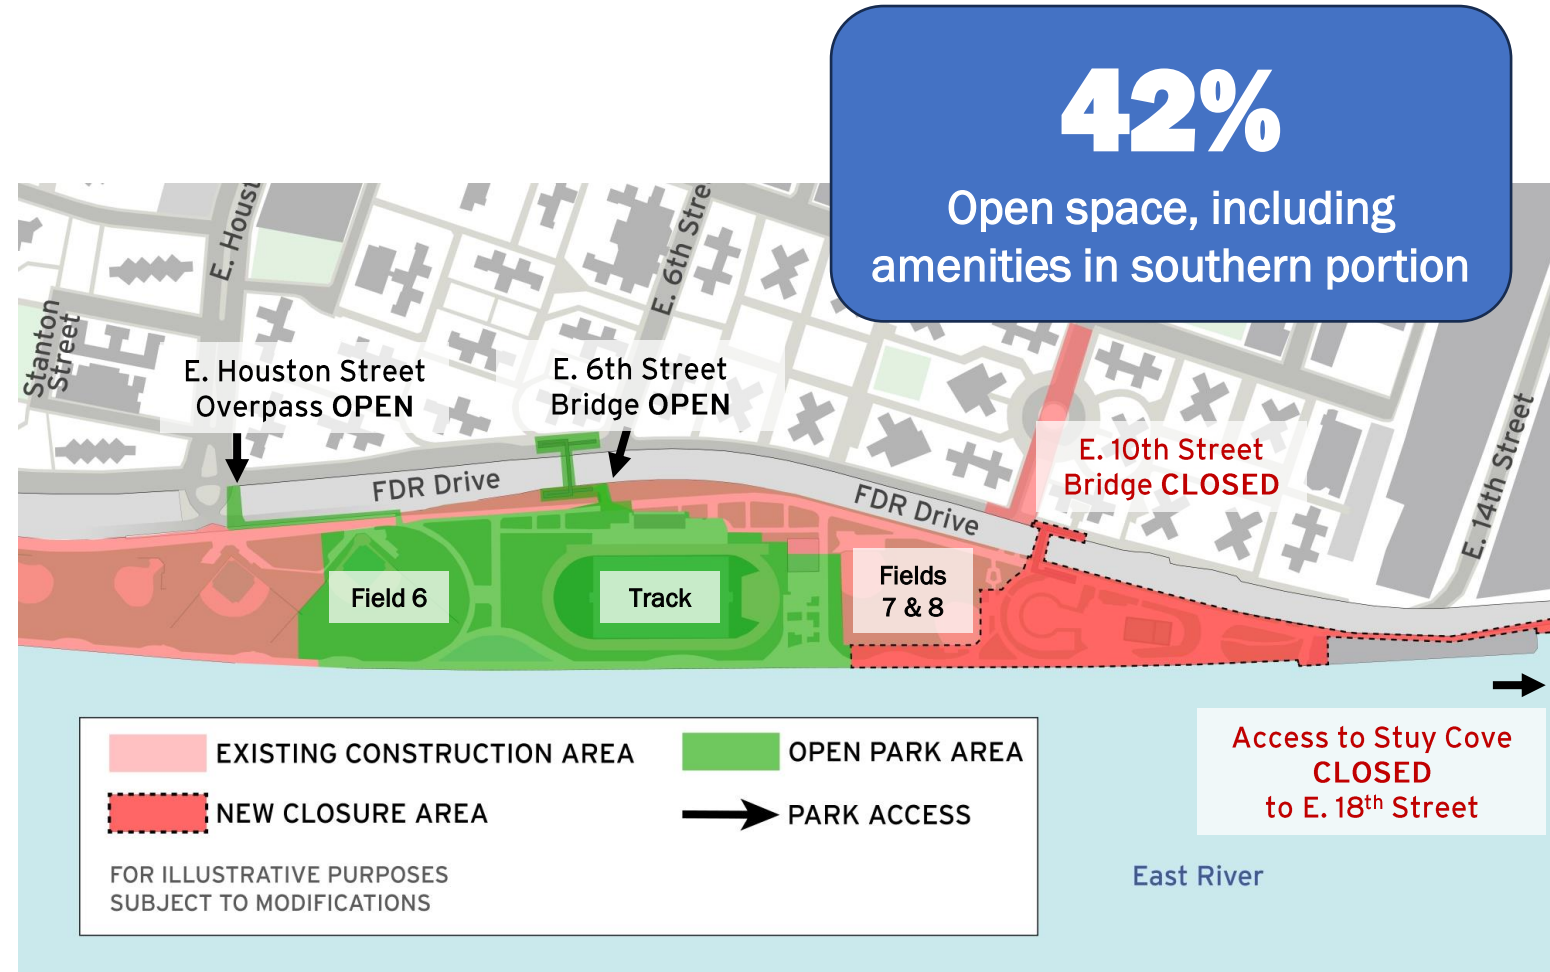 42%
Open space, including
amenities in southern portion
E. Houst
E. 6th Stre
Stanton
Street
E. Houston Street
Overpass OPEN
E. 6th Street
Bridge OPEN
E. 10th Street
Bridge CLOSED
E. 14th Street
FDR Drive
FDR Drive
Field 6
Track
Fields
7 & 8
EXISTING CONSTRUCTION AREA
OPEN PARK AREA
NEW CLOSURE AREA
PARK ACCESS
FOR ILLUSTRATIVE PURPOSES
SUBJECT TO MODIFICATIONS
Access to Stuy Cove
CLOSED
to E. 18th Street
East River